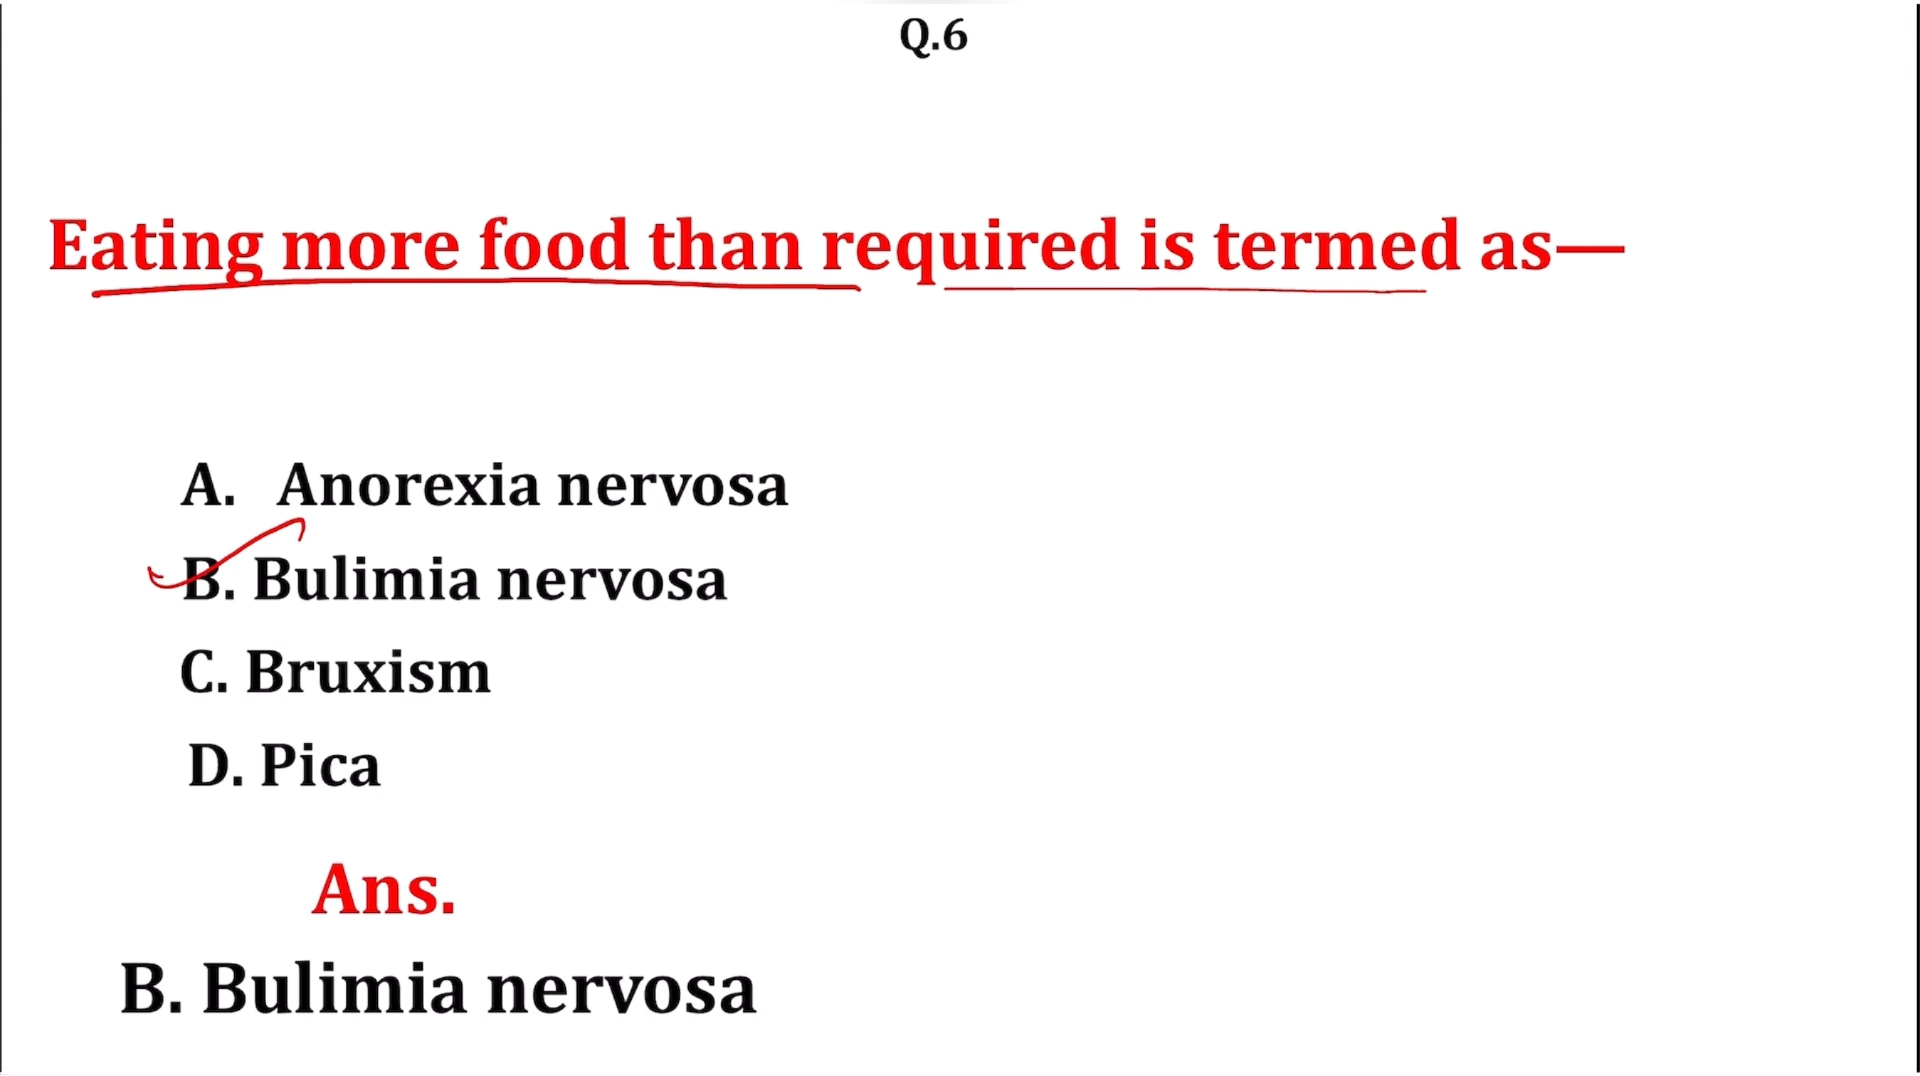 Q.6
Eating more food than required is termed as—
A. Anorexia nervosa
B. Bulimia nervosa
C. Bruxism
D. Pica
Ans.
B. Bulimia nervosa